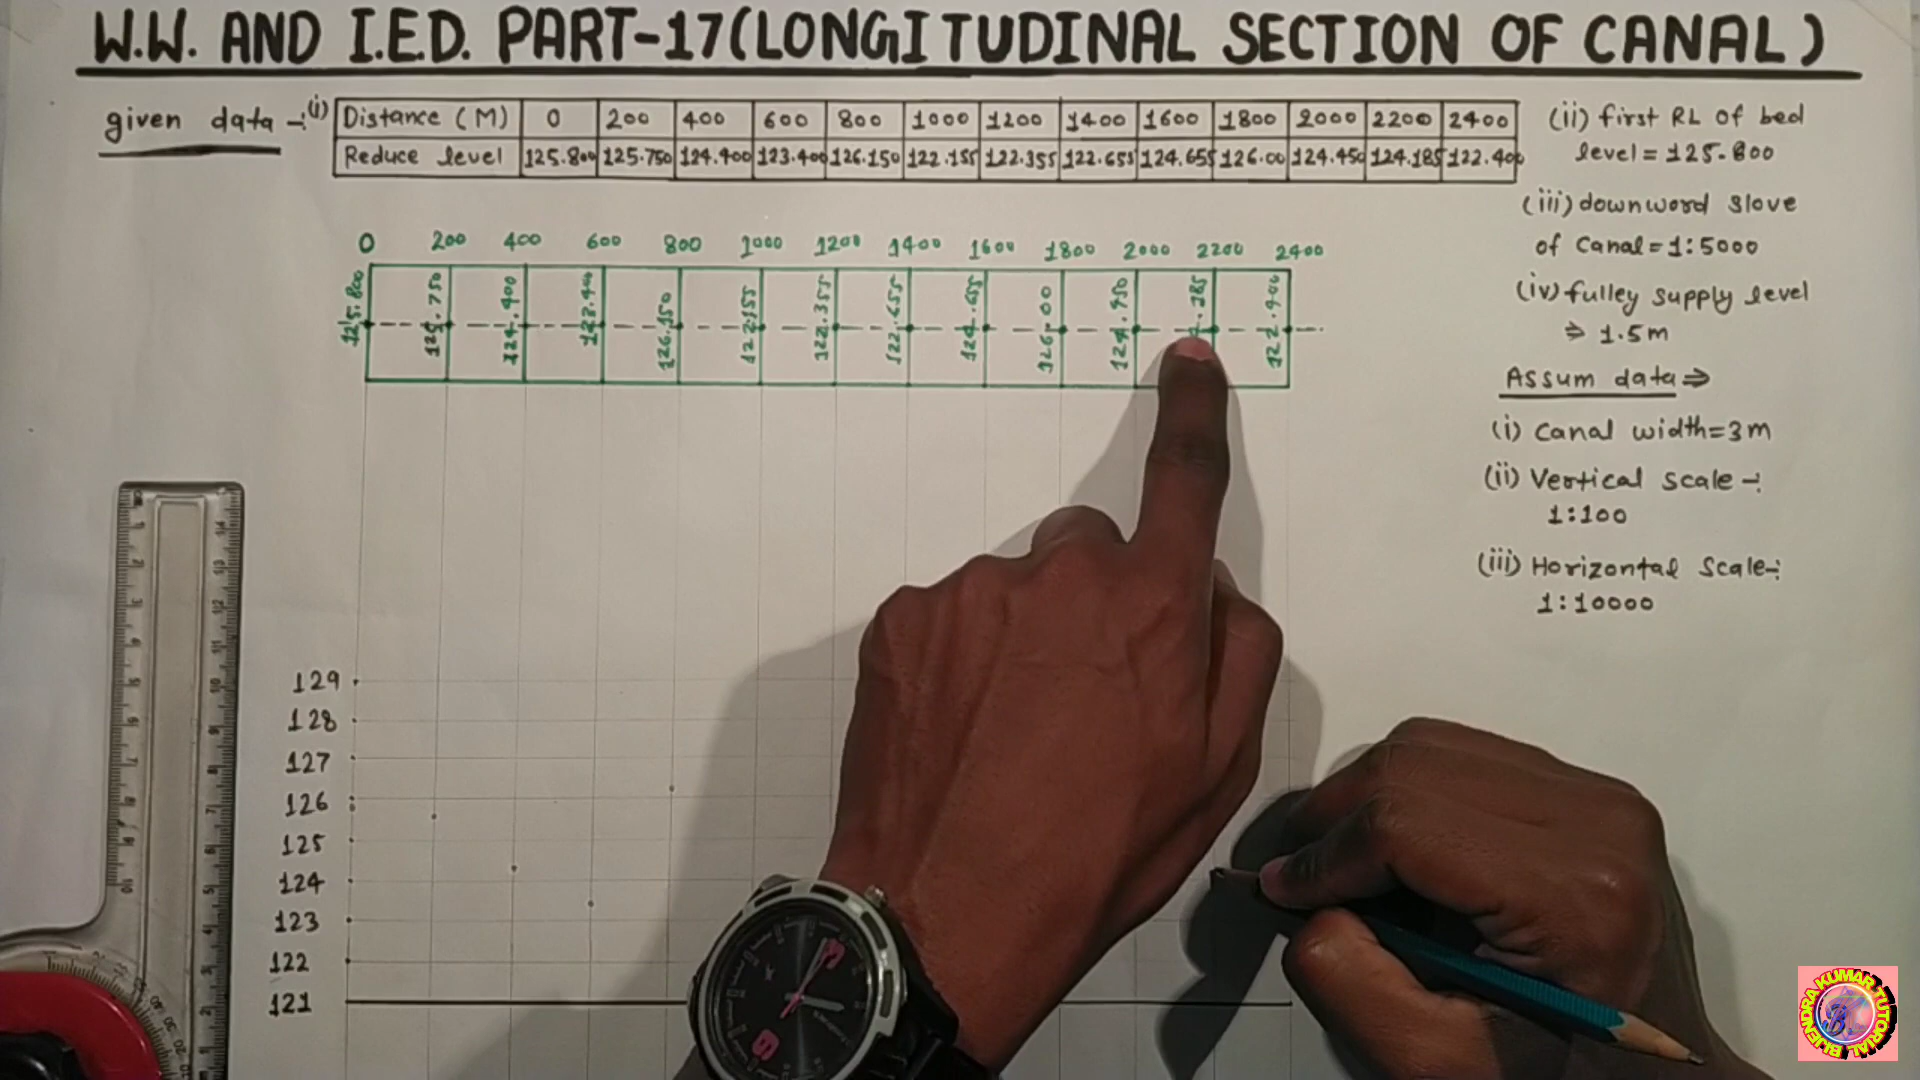 W.W. AND I.E.D. PART-17(LONGITUDINAL SECTION OF CANAL)
given data -:(i)
Distance (M) 0 200 400 600 800 1000 1200 1400 1600 1800 2000 2200 2400
Reduce level 125.800 125.750 124.400 123.400 126.150 122.155 122.355 122.655 124.655 126.00 124.450 124.185 122.400
(ii) first RL of bed
level = 125.800
(iii) downword slove
of Canal = 1:5000
(iv) fulley supply level
⇒ 1.5m
Assum data ⇒
(i) Canal width = 3m
(ii) Vertical Scale -:
1:100
(iii) Horizontal Scale -:
1:10000
0 200 400 600 800 1000 1200 1400 1600 1800 2000 2200 2400
125.800 125.750 124.400 123.400 126.150 122.155 122.355 122.655 124.655 126.00 124.450 .185 122.400
129
128
127
126
125
124
123
122
121
BIJENDRA KUMAR TUTORIAL